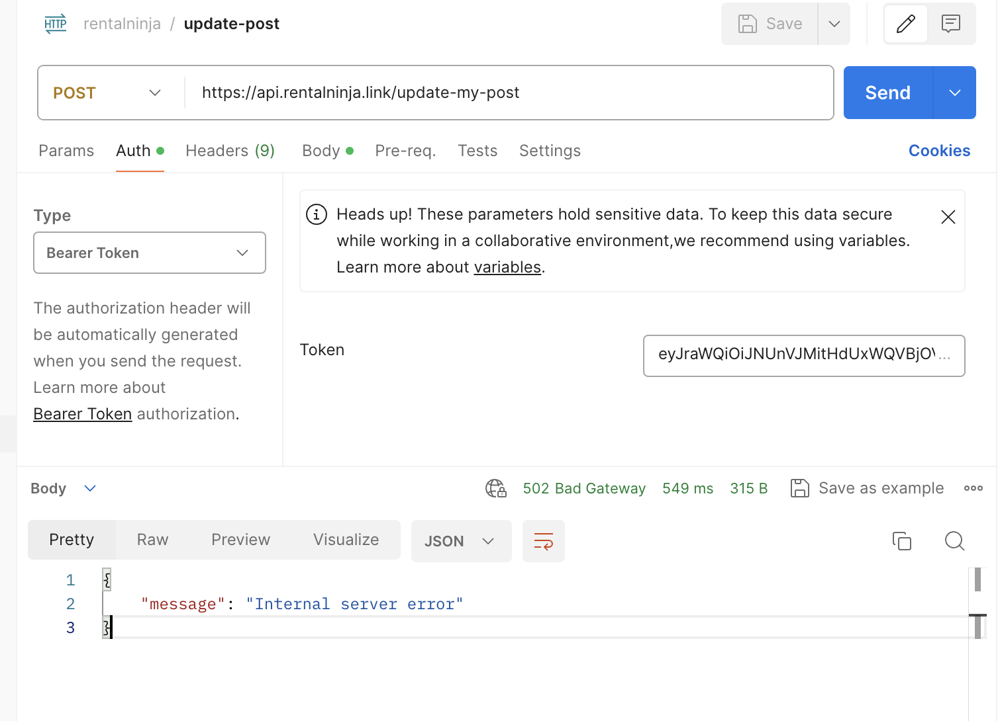 HTTP rentalninja / update-post Save
POST https://api.rentalninja.link/update-my-post Send
Params Auth Headers (9) Body Pre-req. Tests Settings Cookies
Type
Bearer Token
The authorization header will
be automatically generated
when you send the request.
Learn more about
Bearer Token authorization.
Heads up! These parameters hold sensitive data. To keep this data secure
while working in a collaborative environment,we recommend using variables.
Learn more about variables.
Token eyJraWQiOiJNUnVJMitHdUxWQVBjOV...
Body 502 Bad Gateway 549 ms 315 B Save as example
Pretty Raw Preview Visualize JSON
1 {
2 "message": "Internal server error"
3 }